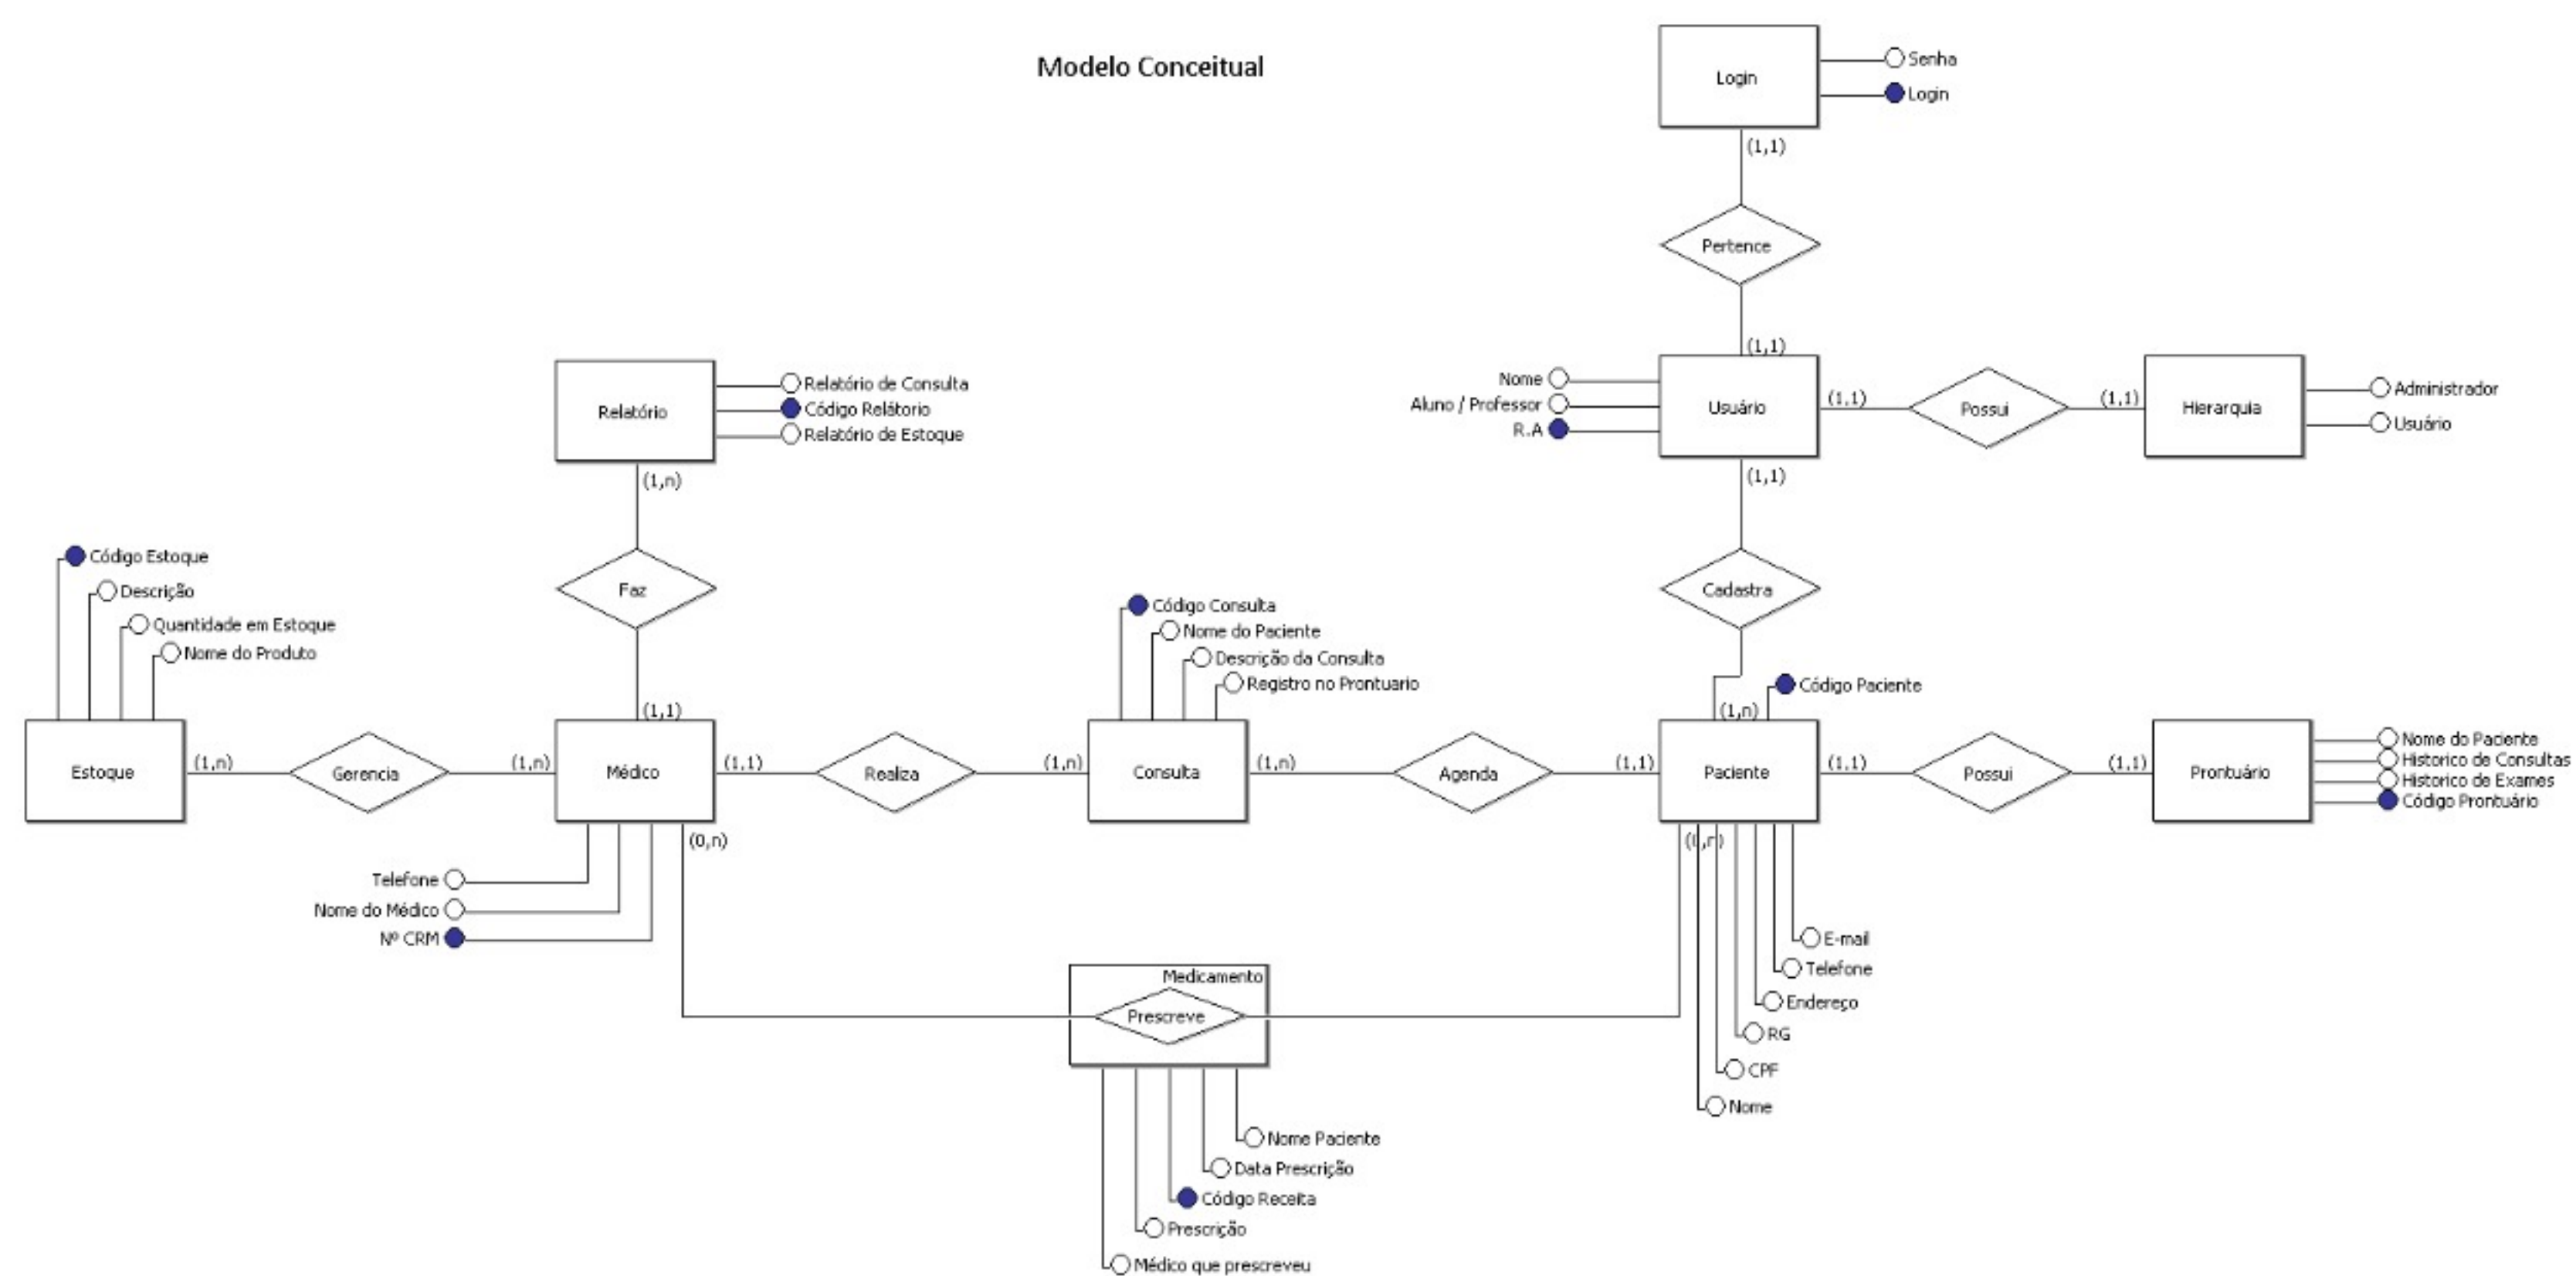 Modelo Conceitual
Login
Senha
Login
(1,1)
Pertence
(1,1)
Nome
Aluno / Professor
R.A
Usuário
(1,1)
Possui
(1,1)
Hierarquia
Administrador
Usuário
(1,1)
Relatório
Relatório de Consulta
Código Relátorio
Relatório de Estoque
(1,n)
Faz
(1,1)
Cadastra
(1,n)
Código Estoque
Descrição
Quantidade em Estoque
Nome do Produto
Código Consulta
Nome do Paciente
Descrição da Consulta
Registro no Prontuario
Código Paciente
Estoque
(1,n)
Gerencia
(1,n)
Médico
(1,1)
Realiza
(1,n)
Consulta
(1,n)
Agenda
(1,1)
Paciente
(1,1)
Possui
(1,1)
Prontuário
Nome do Paciente
Historico de Consultas
Historico de Exames
Código Prontuário
(0,n)
Telefone
Nome do Médico
Nº CRM
E-mail
Telefone
Endereço
RG
CPF
Nome
Medicamento
Prescreve
Nome Paciente
Data Prescrição
Código Receita
Prescrição
Médico que prescreveu